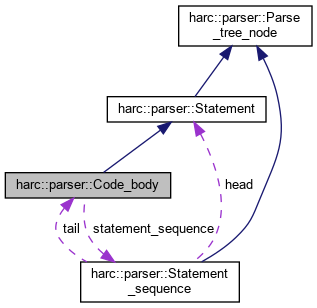 harc::parser::Parse
_tree_node
harc::parser::Statement
harc::parser::Code_body
head
tail
statement_sequence
harc::parser::Statement
_sequence